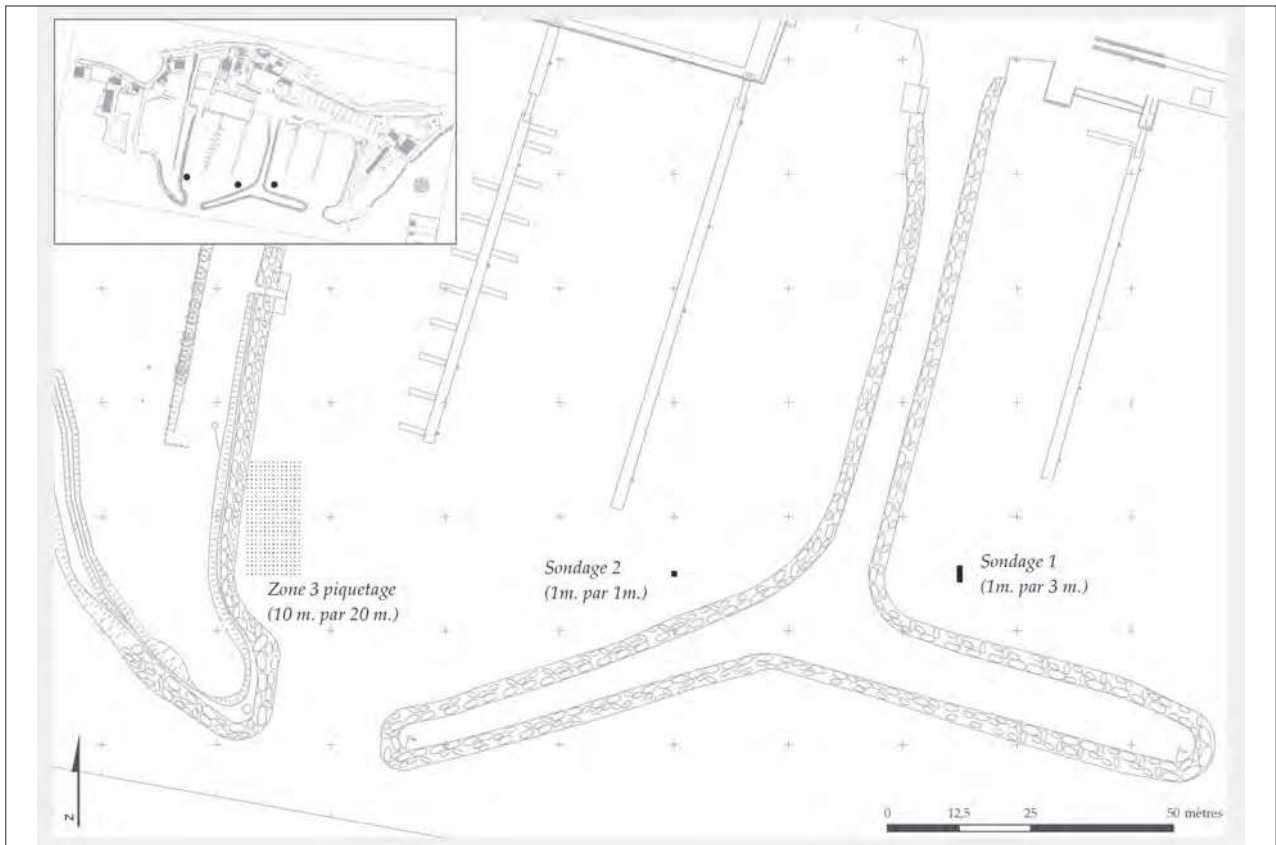 Zone 3 piquetage
(10 m. par 20 m.)
Sondage 2
(1m. par 1m.)
Sondage 1
(1m. par 3 m.)
N
0 12,5 25 50 mètres